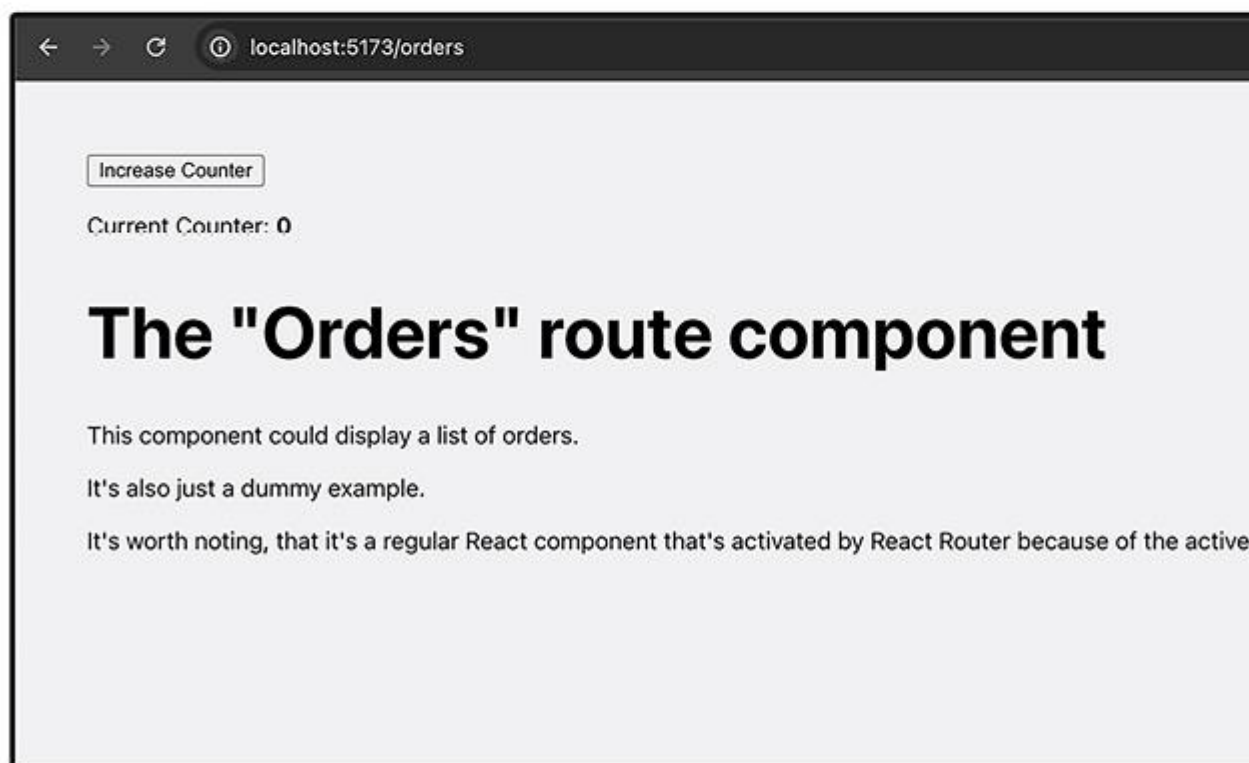 localhost:5173/orders
Increase Counter
Current Counter: 0
The "Orders" route component
This component could display a list of orders.
It's also just a dummy example.
It's worth noting, that it's a regular React component that's activated by React Router because of the active